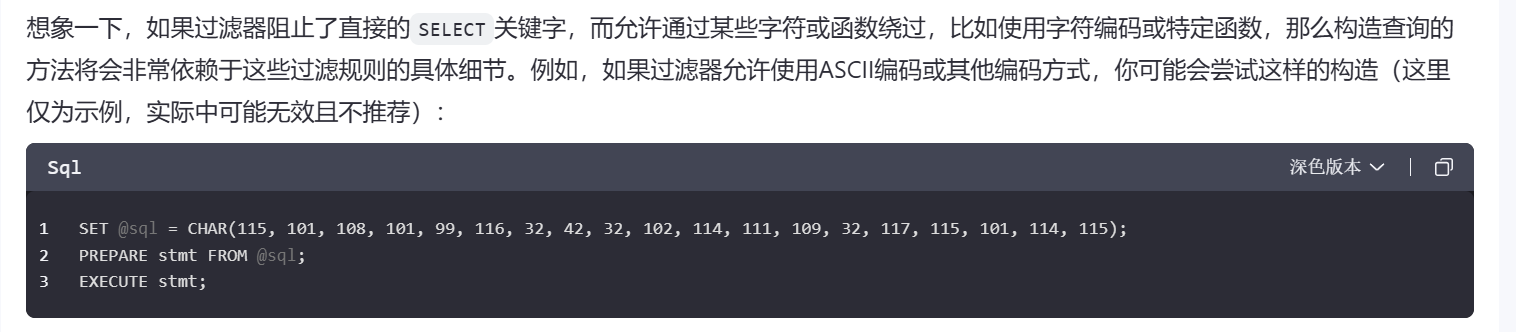 想象一下，如果过滤器阻止了直接的 SELECT 关键字，而允许通过某些字符或函数绕过，比如使用字符编码或特定函数，那么构造查询的
方法将会非常依赖于这些过滤规则的具体细节。例如，如果过滤器允许使用ASCII编码或其他编码方式，你可能会尝试这样的构造（这里
仅为示例，实际中可能无效且不推荐）：
Sql 深色版本
1 SET @sql = CHAR(115, 101, 108, 101, 99, 116, 32, 42, 32, 102, 114, 111, 109, 32, 117, 115, 101, 114, 115);
2 PREPARE stmt FROM @sql;
3 EXECUTE stmt;